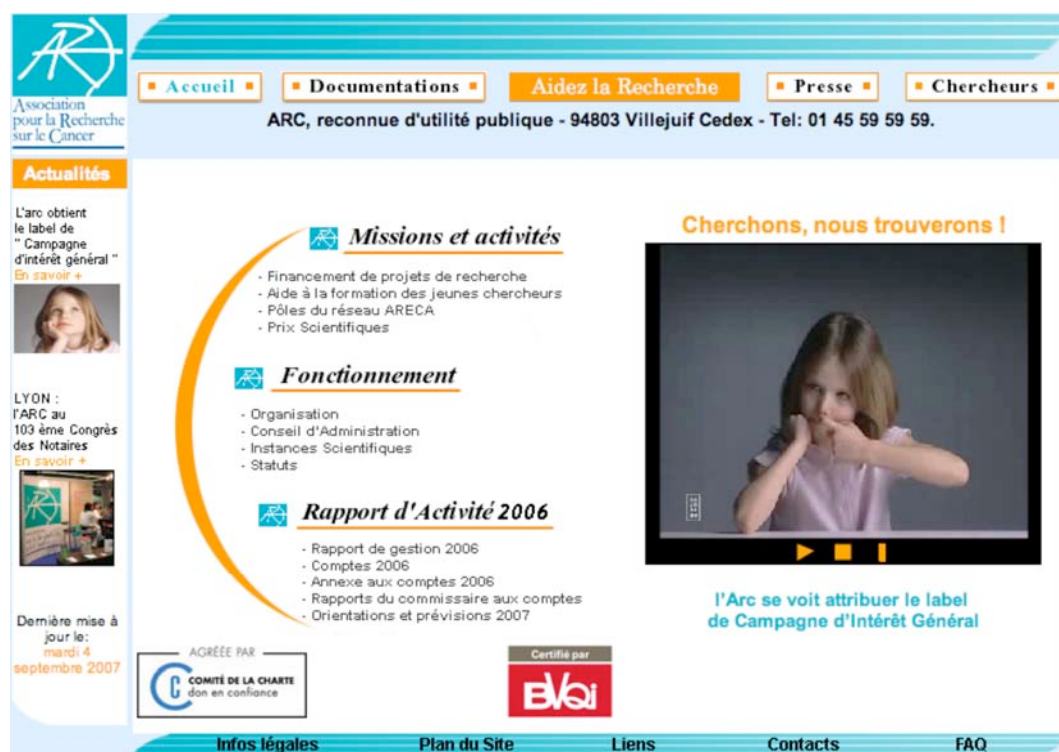 ARC
Association
pour la Recherche
sur le Cancer
Accueil
Documentations
Aidez la Recherche
Presse
Chercheurs
ARC, reconnue d'utilité publique - 94803 Villejuif Cedex - Tel: 01 45 59 59 59.
Actualités
L'arc obtient
le label de
" Campagne
d'intérêt général "
En savoir +
LYON :
l'ARC au
103 ème Congrès
des Notaires
En savoir +
Dernière mise à
jour le:
mardi 4
septembre 2007
Missions et activités
- Financement de projets de recherche
- Aide à la formation des jeunes chercheurs
- Pôles du réseau ARECA
- Prix Scientifiques
Fonctionnement
- Organisation
- Conseil d'Administration
- Instances Scientifiques
- Statuts
Rapport d'Activité 2006
- Rapport de gestion 2006
- Comptes 2006
- Annexe aux comptes 2006
- Rapports du commissaire aux comptes
- Orientations et prévisions 2007
Cherchons, nous trouverons !
l'Arc se voit attribuer le label
de Campagne d'Intérêt Général
AGRÉÉE PAR
COMITÉ DE LA CHARTE
don en confiance
Certifié par
BVQi
Infos légales
Plan du Site
Liens
Contacts
FAQ